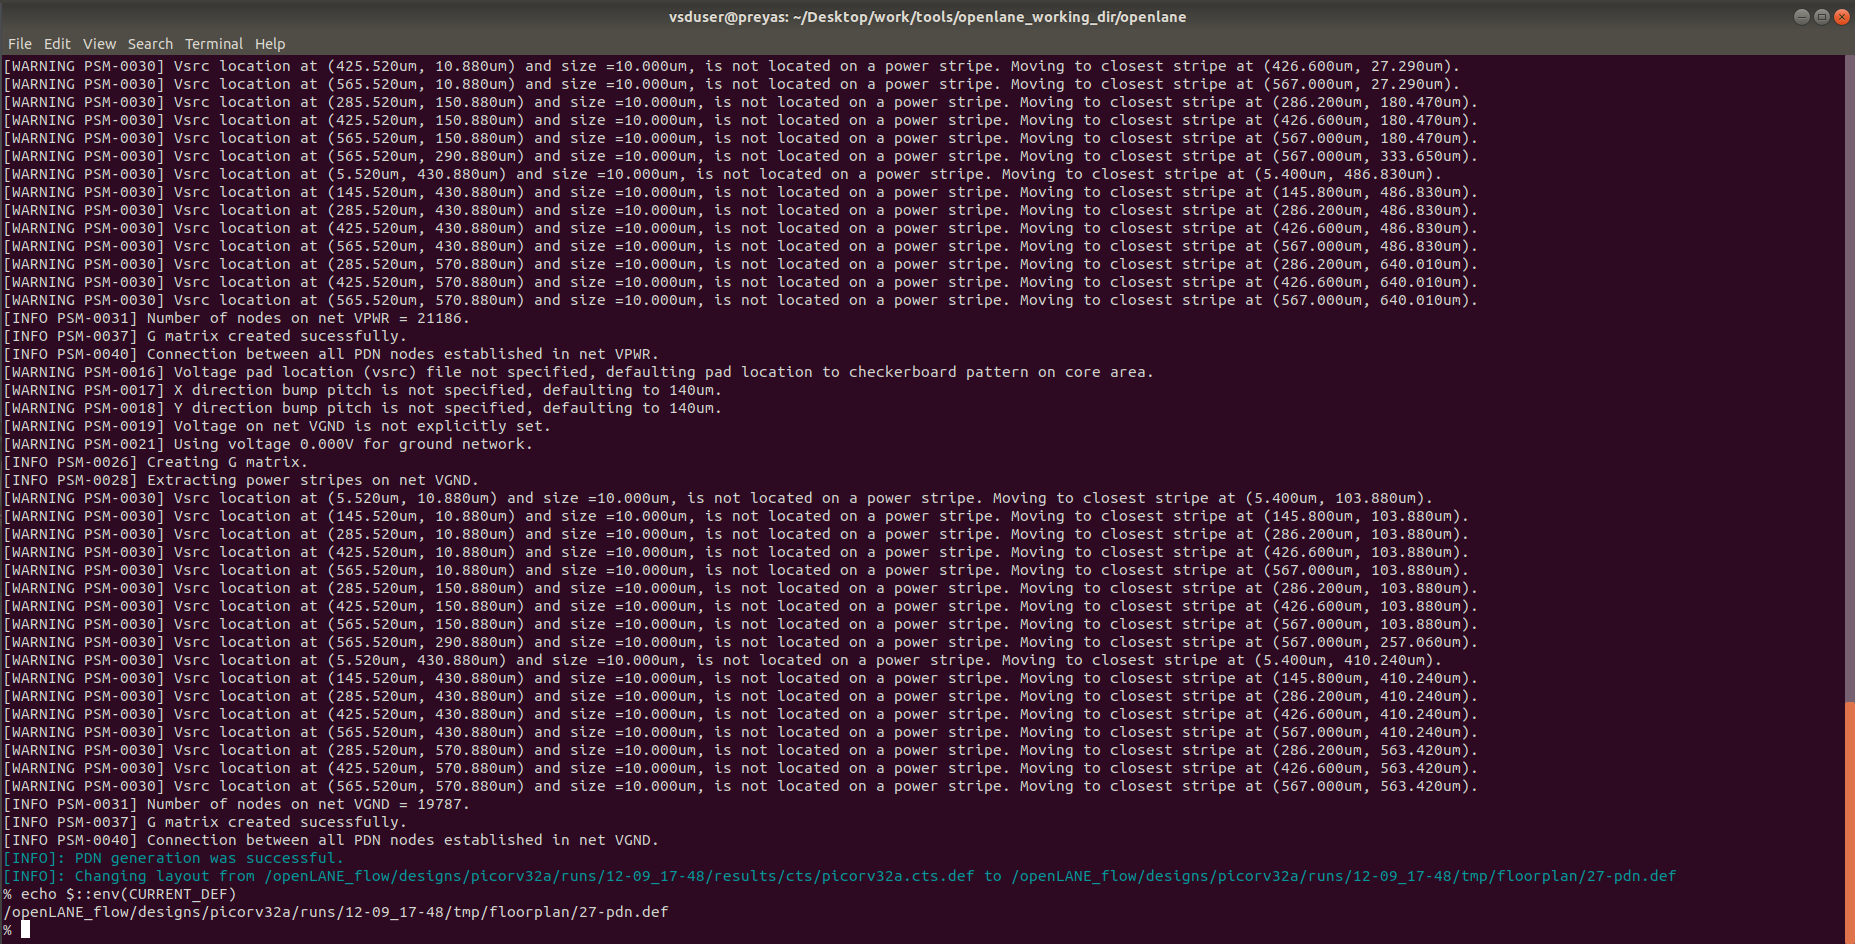 vsduser@preyas: ~/Desktop/work/tools/openlane_working_dir/openlane
File Edit View Search Terminal Help
[WARNING PSM-0030] Vsrc location at (425.520um, 10.880um) and size =10.000um, is not located on a power stripe. Moving to closest stripe at (426.600um, 27.290um).
[WARNING PSM-0030] Vsrc location at (565.520um, 10.880um) and size =10.000um, is not located on a power stripe. Moving to closest stripe at (567.000um, 27.290um).
[WARNING PSM-0030] Vsrc location at (285.520um, 150.880um) and size =10.000um, is not located on a power stripe. Moving to closest stripe at (286.200um, 180.470um).
[WARNING PSM-0030] Vsrc location at (425.520um, 150.880um) and size =10.000um, is not located on a power stripe. Moving to closest stripe at (426.600um, 180.470um).
[WARNING PSM-0030] Vsrc location at (565.520um, 150.880um) and size =10.000um, is not located on a power stripe. Moving to closest stripe at (567.000um, 180.470um).
[WARNING PSM-0030] Vsrc location at (565.520um, 290.880um) and size =10.000um, is not located on a power stripe. Moving to closest stripe at (567.000um, 333.650um).
[WARNING PSM-0030] Vsrc location at (5.520um, 430.880um) and size =10.000um, is not located on a power stripe. Moving to closest stripe at (5.400um, 486.830um).
[WARNING PSM-0030] Vsrc location at (145.520um, 430.880um) and size =10.000um, is not located on a power stripe. Moving to closest stripe at (145.800um, 486.830um).
[WARNING PSM-0030] Vsrc location at (285.520um, 430.880um) and size =10.000um, is not located on a power stripe. Moving to closest stripe at (286.200um, 486.830um).
[WARNING PSM-0030] Vsrc location at (425.520um, 430.880um) and size =10.000um, is not located on a power stripe. Moving to closest stripe at (426.600um, 486.830um).
[WARNING PSM-0030] Vsrc location at (565.520um, 430.880um) and size =10.000um, is not located on a power stripe. Moving to closest stripe at (567.000um, 486.830um).
[WARNING PSM-0030] Vsrc location at (285.520um, 570.880um) and size =10.000um, is not located on a power stripe. Moving to closest stripe at (286.200um, 640.010um).
[WARNING PSM-0030] Vsrc location at (425.520um, 570.880um) and size =10.000um, is not located on a power stripe. Moving to closest stripe at (426.600um, 640.010um).
[WARNING PSM-0030] Vsrc location at (565.520um, 570.880um) and size =10.000um, is not located on a power stripe. Moving to closest stripe at (567.000um, 640.010um).
[INFO PSM-0031] Number of nodes on net VPWR = 21186.
[INFO PSM-0037] G matrix created sucessfully.
[INFO PSM-0040] Connection between all PDN nodes established in net VPWR.
[WARNING PSM-0016] Voltage pad location (vsrc) file not specified, defaulting pad location to checkerboard pattern on core area.
[WARNING PSM-0017] X direction bump pitch is not specified, defaulting to 140um.
[WARNING PSM-0018] Y direction bump pitch is not specified, defaulting to 140um.
[WARNING PSM-0019] Voltage on net VGND is not explicitly set.
[WARNING PSM-0021] Using voltage 0.000V for ground network.
[INFO PSM-0026] Creating G matrix.
[INFO PSM-0028] Extracting power stripes on net VGND.
[WARNING PSM-0030] Vsrc location at (5.520um, 10.880um) and size =10.000um, is not located on a power stripe. Moving to closest stripe at (5.400um, 103.880um).
[WARNING PSM-0030] Vsrc location at (145.520um, 10.880um) and size =10.000um, is not located on a power stripe. Moving to closest stripe at (145.800um, 103.880um).
[WARNING PSM-0030] Vsrc location at (285.520um, 10.880um) and size =10.000um, is not located on a power stripe. Moving to closest stripe at (286.200um, 103.880um).
[WARNING PSM-0030] Vsrc location at (425.520um, 10.880um) and size =10.000um, is not located on a power stripe. Moving to closest stripe at (426.600um, 103.880um).
[WARNING PSM-0030] Vsrc location at (565.520um, 10.880um) and size =10.000um, is not located on a power stripe. Moving to closest stripe at (567.000um, 103.880um).
[WARNING PSM-0030] Vsrc location at (285.520um, 150.880um) and size =10.000um, is not located on a power stripe. Moving to closest stripe at (286.200um, 103.880um).
[WARNING PSM-0030] Vsrc location at (425.520um, 150.880um) and size =10.000um, is not located on a power stripe. Moving to closest stripe at (426.600um, 103.880um).
[WARNING PSM-0030] Vsrc location at (565.520um, 150.880um) and size =10.000um, is not located on a power stripe. Moving to closest stripe at (567.000um, 103.880um).
[WARNING PSM-0030] Vsrc location at (565.520um, 290.880um) and size =10.000um, is not located on a power stripe. Moving to closest stripe at (567.000um, 257.060um).
[WARNING PSM-0030] Vsrc location at (5.520um, 430.880um) and size =10.000um, is not located on a power stripe. Moving to closest stripe at (5.400um, 410.240um).
[WARNING PSM-0030] Vsrc location at (145.520um, 430.880um) and size =10.000um, is not located on a power stripe. Moving to closest stripe at (145.800um, 410.240um).
[WARNING PSM-0030] Vsrc location at (285.520um, 430.880um) and size =10.000um, is not located on a power stripe. Moving to closest stripe at (286.200um, 410.240um).
[WARNING PSM-0030] Vsrc location at (425.520um, 430.880um) and size =10.000um, is not located on a power stripe. Moving to closest stripe at (426.600um, 410.240um).
[WARNING PSM-0030] Vsrc location at (565.520um, 430.880um) and size =10.000um, is not located on a power stripe. Moving to closest stripe at (567.000um, 410.240um).
[WARNING PSM-0030] Vsrc location at (285.520um, 570.880um) and size =10.000um, is not located on a power stripe. Moving to closest stripe at (286.200um, 563.420um).
[WARNING PSM-0030] Vsrc location at (425.520um, 570.880um) and size =10.000um, is not located on a power stripe. Moving to closest stripe at (426.600um, 563.420um).
[WARNING PSM-0030] Vsrc location at (565.520um, 570.880um) and size =10.000um, is not located on a power stripe. Moving to closest stripe at (567.000um, 563.420um).
[INFO PSM-0031] Number of nodes on net VGND = 19787.
[INFO PSM-0037] G matrix created sucessfully.
[INFO PSM-0040] Connection between all PDN nodes established in net VGND.
[INFO]: PDN generation was successful.
[INFO]: Changing layout from /openLANE_flow/designs/picorv32a/runs/12-09_17-48/results/cts/picorv32a.cts.def to /openLANE_flow/designs/picorv32a/runs/12-09_17-48/tmp/floorplan/27-pdn.def
% echo $::env(CURRENT_DEF)
/openLANE_flow/designs/picorv32a/runs/12-09_17-48/tmp/floorplan/27-pdn.def
%